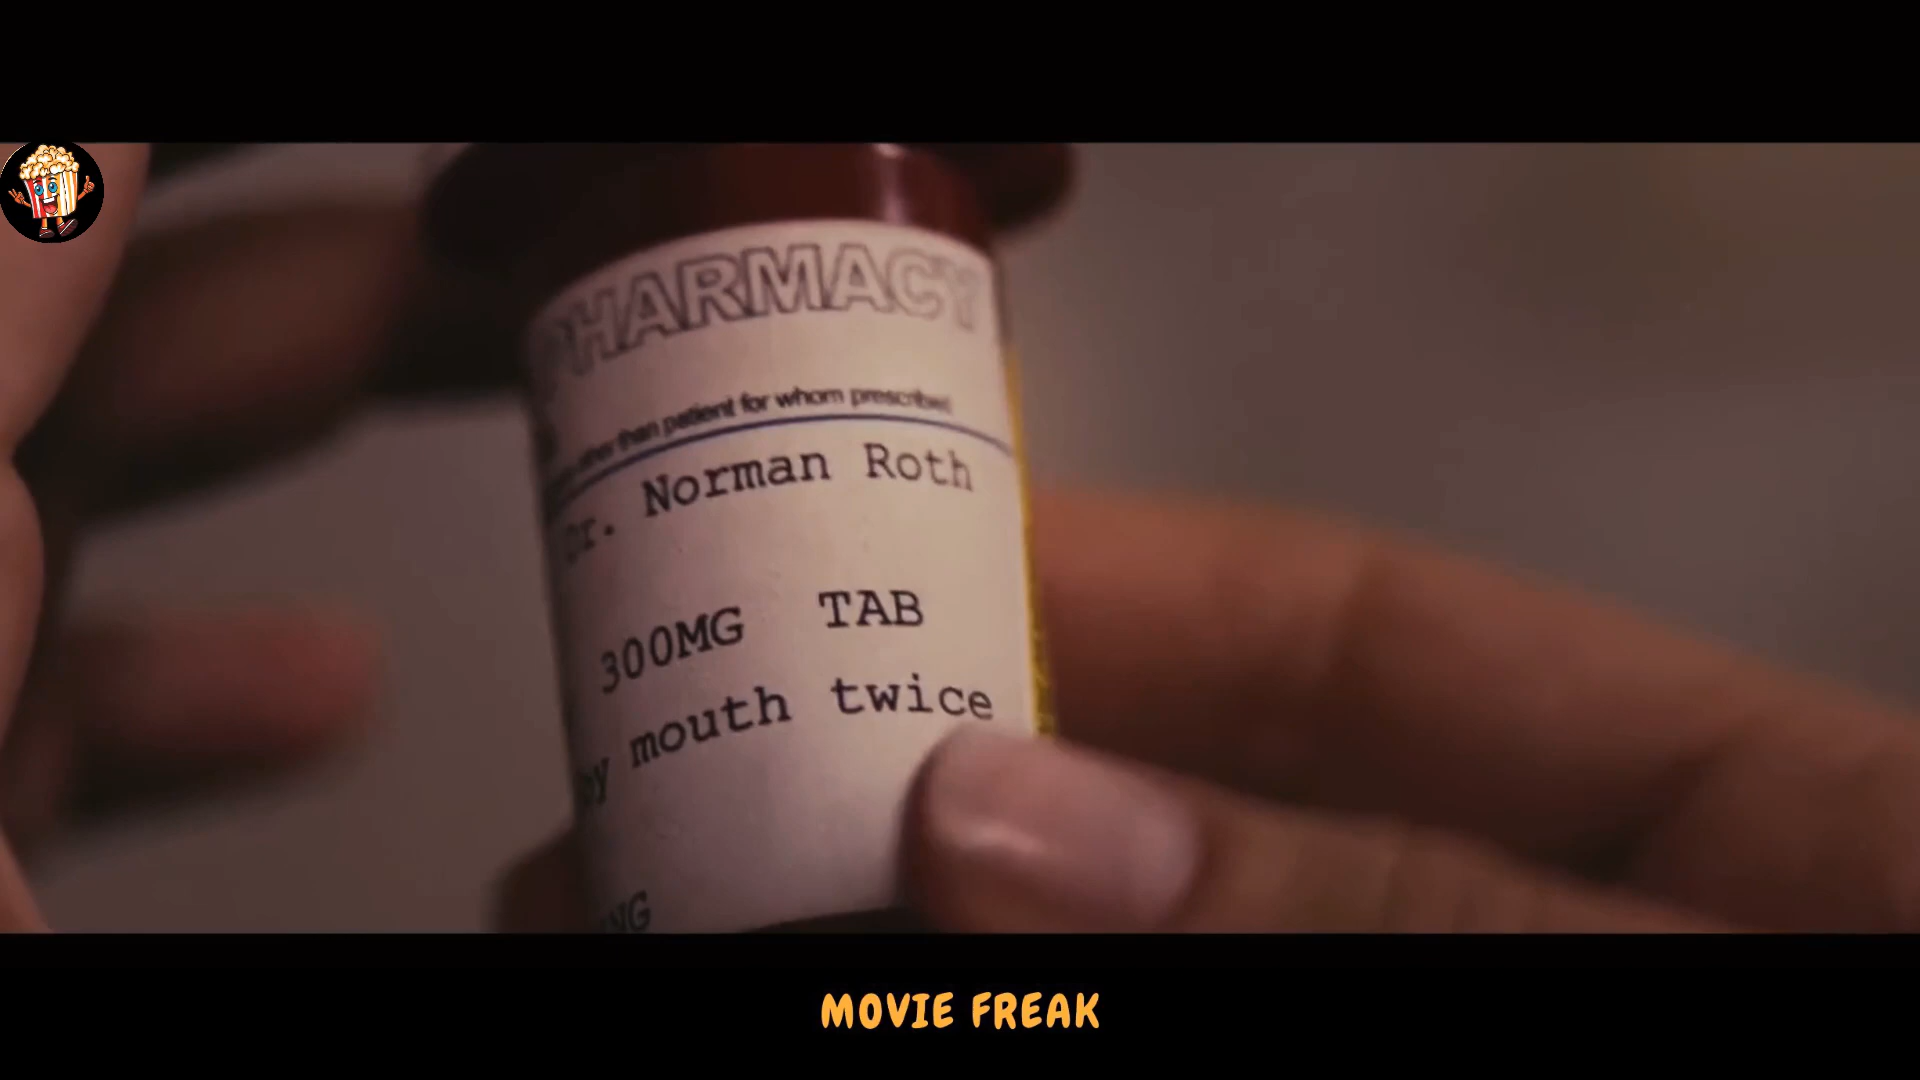 PHARMACY
other than patient for whom prescribed
Dr. Norman Roth
300MG TAB
by mouth twice
MOVIE FREAK